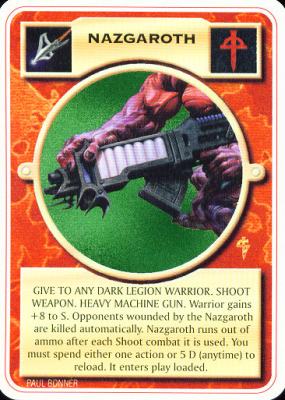 NAZGAROTH
GIVE TO ANY DARK LEGION WARRIOR. SHOOT
WEAPON. HEAVY MACHINE GUN. Warrior gains
+8 to S. Opponents wounded by the Nazgaroth
are killed automatically. Nazgaroth runs out of
ammo after each Shoot combat it is used. You
must spend either one action or 5 D (anytime) to
reload. It enters play loaded.
PAUL BONNER